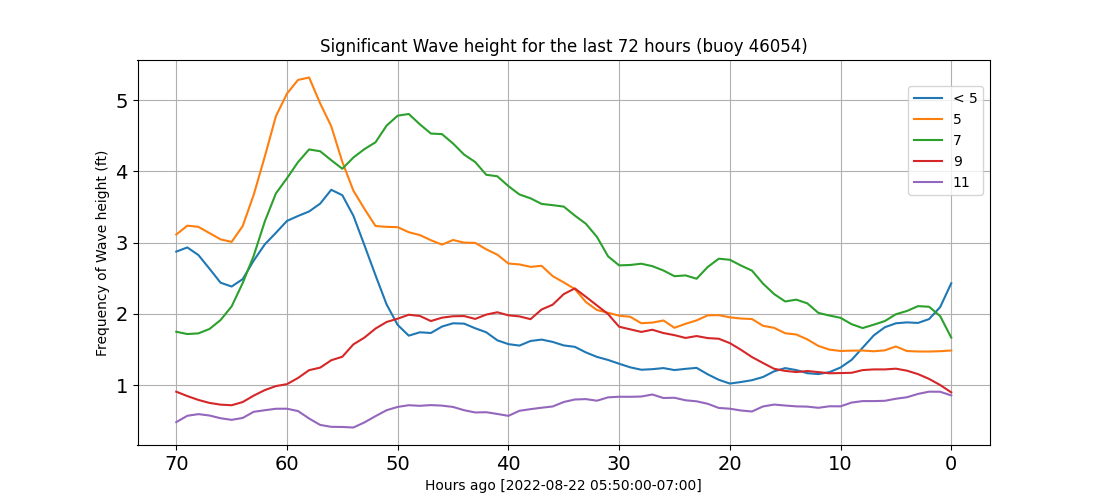 Significant Wave height for the last 72 hours (buoy 46054)
Frequency of Wave height (ft)
5
4
3
2
1
< 5
5
7
9
11
70 60 50 40 30 20 10 0
Hours ago [2022-08-22 05:50:00-07:00]